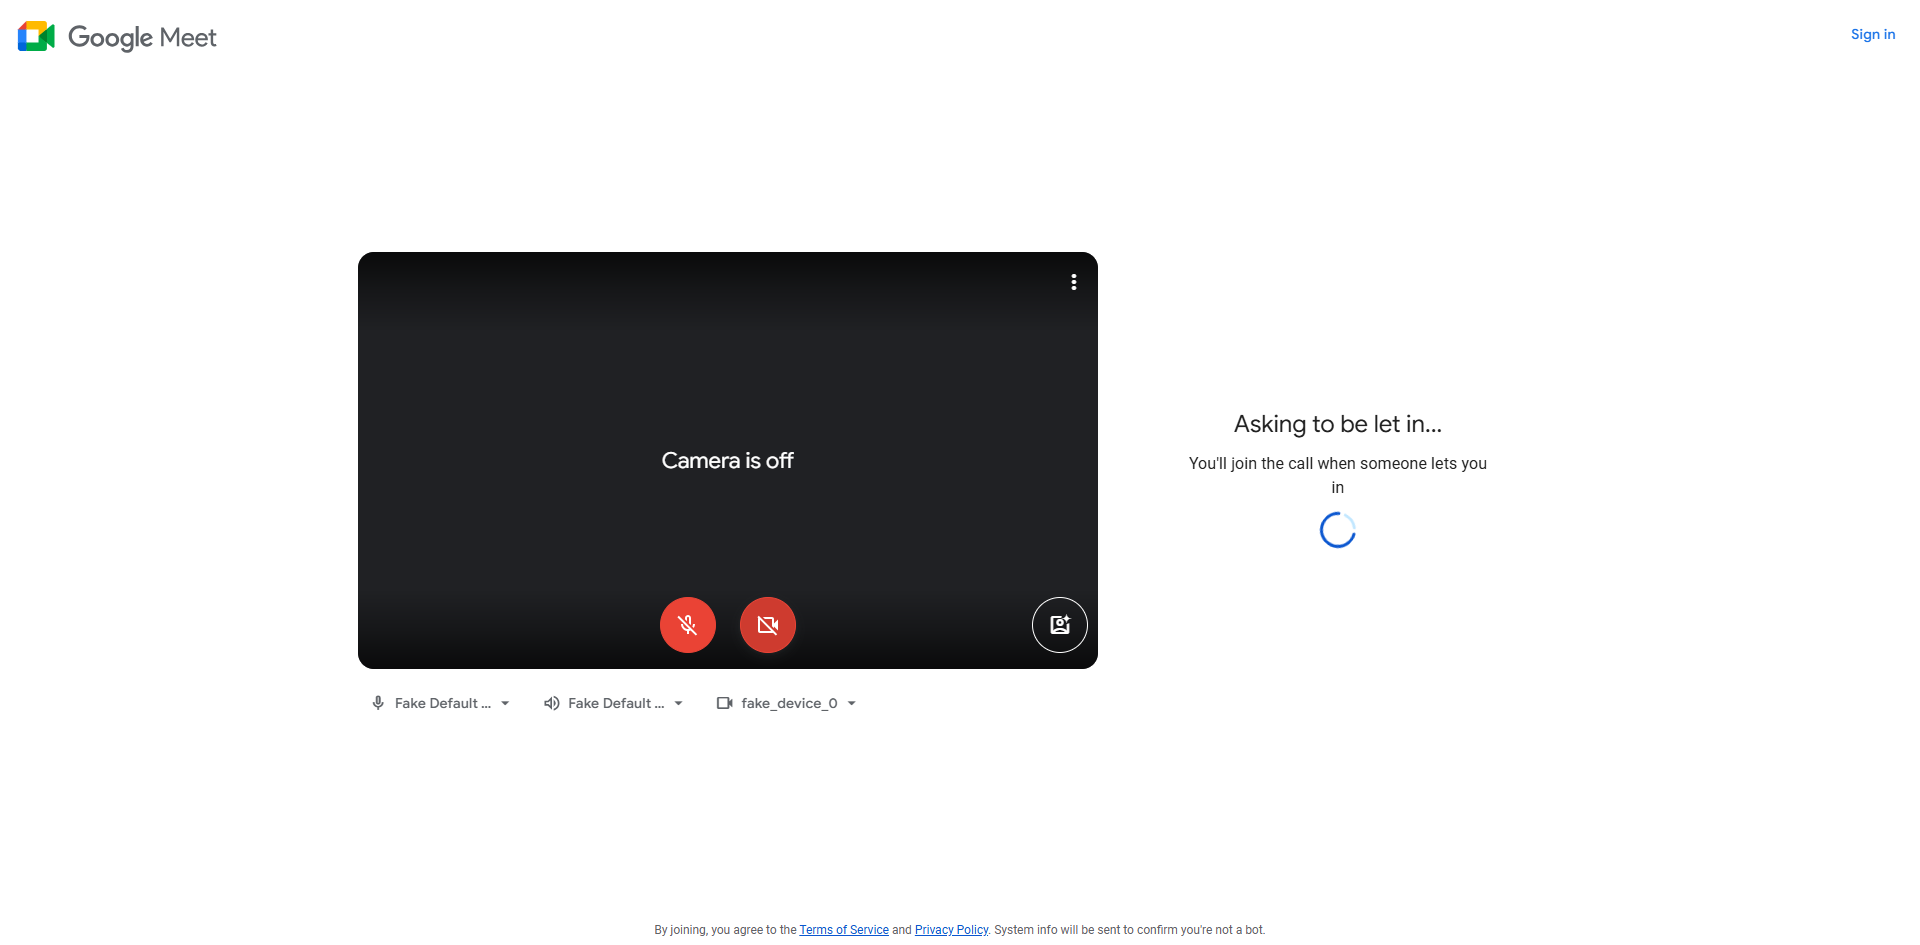 Google Meet
Sign in
Camera is off
Asking to be let in...
You'll join the call when someone lets you
in
Fake Default ...
Fake Default ...
fake_device_0
By joining, you agree to the Terms of Service and Privacy Policy. System info will be sent to confirm you're not a bot.